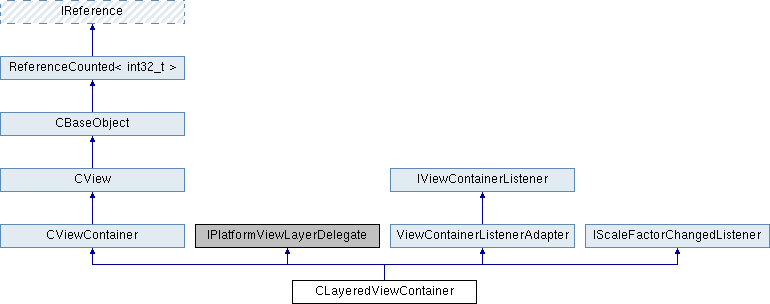 IReference
ReferenceCounted< int32_t >
CBaseObject
CView
IViewContainerListener
CViewContainer
IPlatformViewLayerDelegate
ViewContainerListenerAdapter
IScaleFactorChangedListener
CLayeredViewContainer